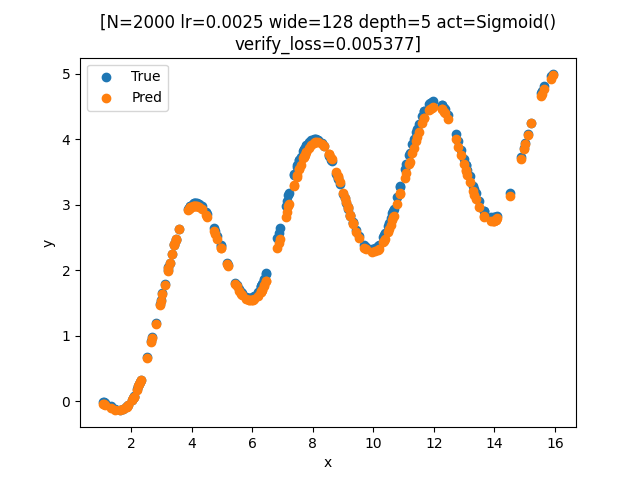 [N=2000 lr=0.0025 wide=128 depth=5 act=Sigmoid()
verify_loss=0.005377]
True
Pred
5
4
3
2
1
0
y
2 4 6 8 10 12 14 16
x